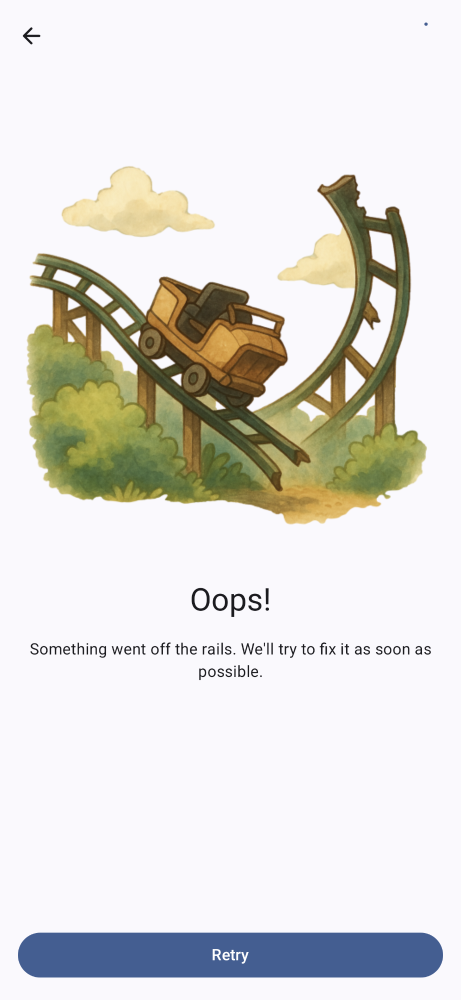 Oops!
Something went off the rails. We'll try to fix it as soon as
possible.
Retry